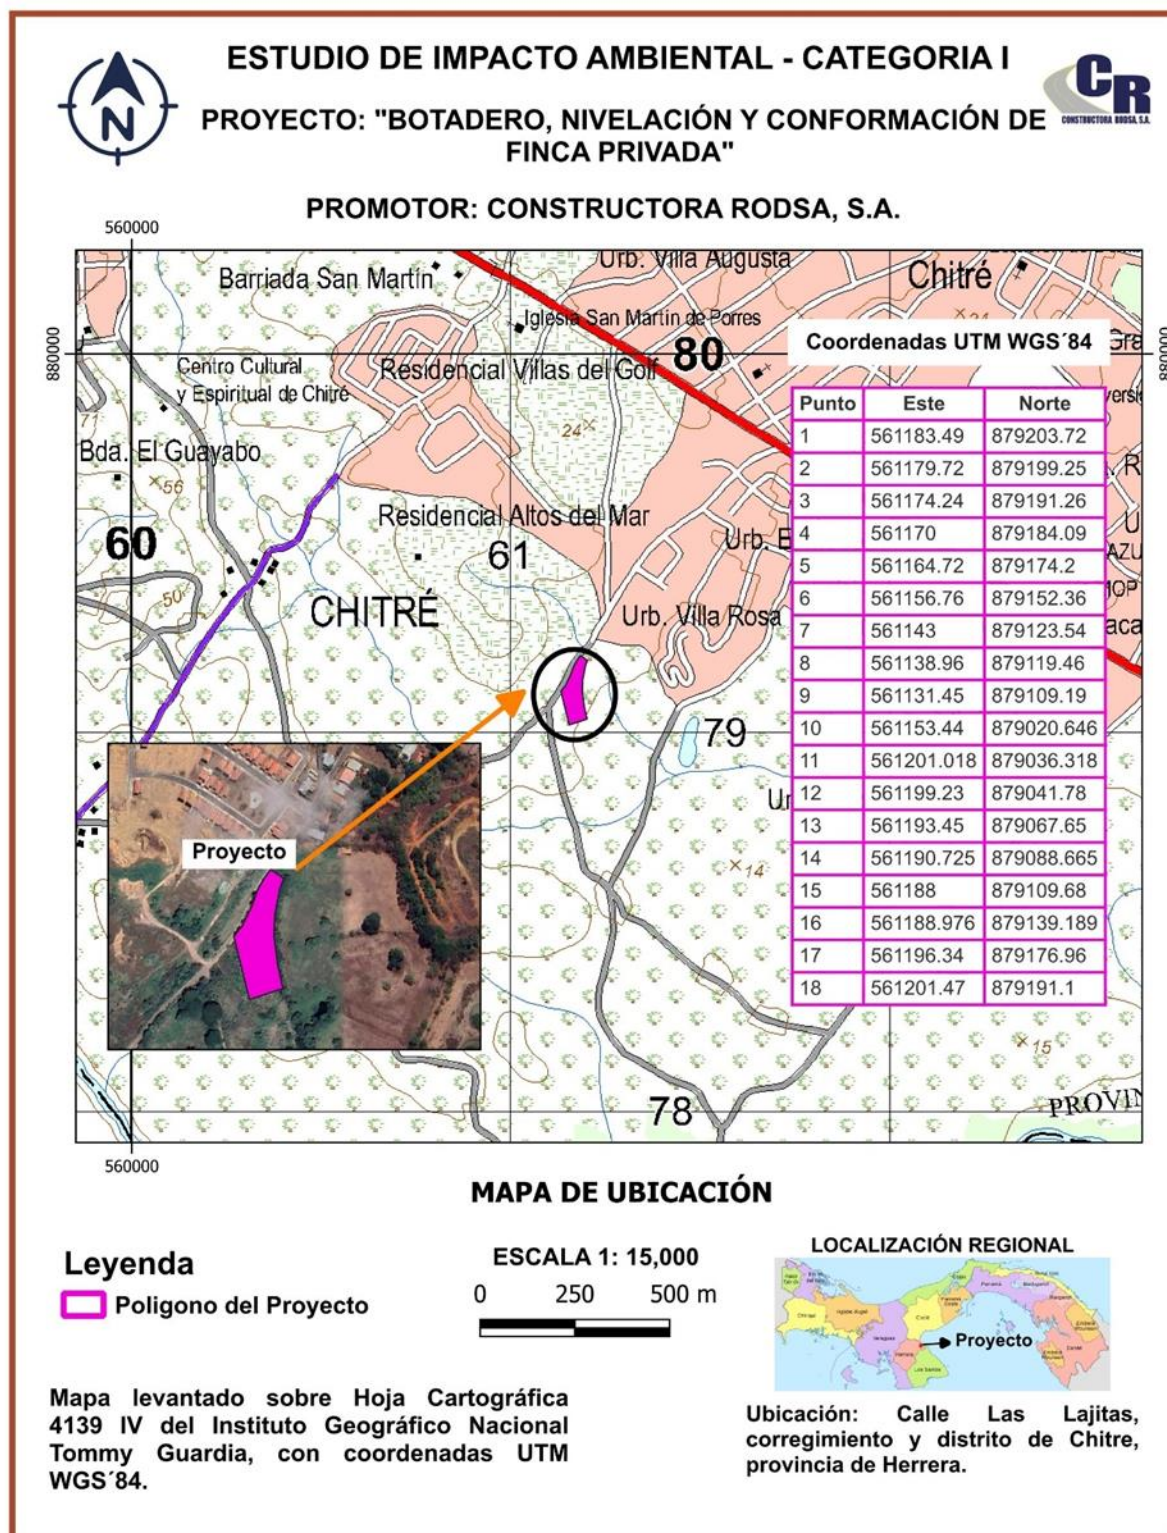 ESTUDIO DE IMPACTO AMBIENTAL - CATEGORIA I
CR
CONSTRUCTORA RODSA, S.A.
N
PROYECTO: "BOTADERO, NIVELACIÓN Y CONFORMACIÓN DE
FINCA PRIVADA"
PROMOTOR: CONSTRUCTORA RODSA, S.A.
560000
Urb. Villa Augusta
Barriada San Martín
Chitré
Iglesia San Martín de Porres
880000
80
Centro Cultural
y Espiritual de Chitré
Residencial Villas del Golf
24
71
Bda. El Guayabo
56
Residencial Altos del Mar
60
61
Urb. E
50
CHITRÉ
Urb. Villa Rosa
79
14
15
78
PROVIN
Proyecto
Coordenadas UTM WGS´84
Punto Este Norte
1 561183.49 879203.72
2 561179.72 879199.25
3 561174.24 879191.26
4 561170 879184.09
5 561164.72 879174.2
6 561156.76 879152.36
7 561143 879123.54
8 561138.96 879119.46
9 561131.45 879109.19
10 561153.44 879020.646
11 561201.018 879036.318
12 561199.23 879041.78
13 561193.45 879067.65
14 561190.725 879088.665
15 561188 879109.68
16 561188.976 879139.189
17 561196.34 879176.96
18 561201.47 879191.1
560000
MAPA DE UBICACIÓN
Leyenda
Poligono del Proyecto
ESCALA 1: 15,000
0 250 500 m
LOCALIZACIÓN REGIONAL
Proyecto
Mapa levantado sobre Hoja Cartográfica
4139 IV del Instituto Geográfico Nacional
Tommy Guardia, con coordenadas UTM
WGS´84.
Ubicación: Calle Las Lajitas,
corregimiento y distrito de Chitre,
provincia de Herrera.